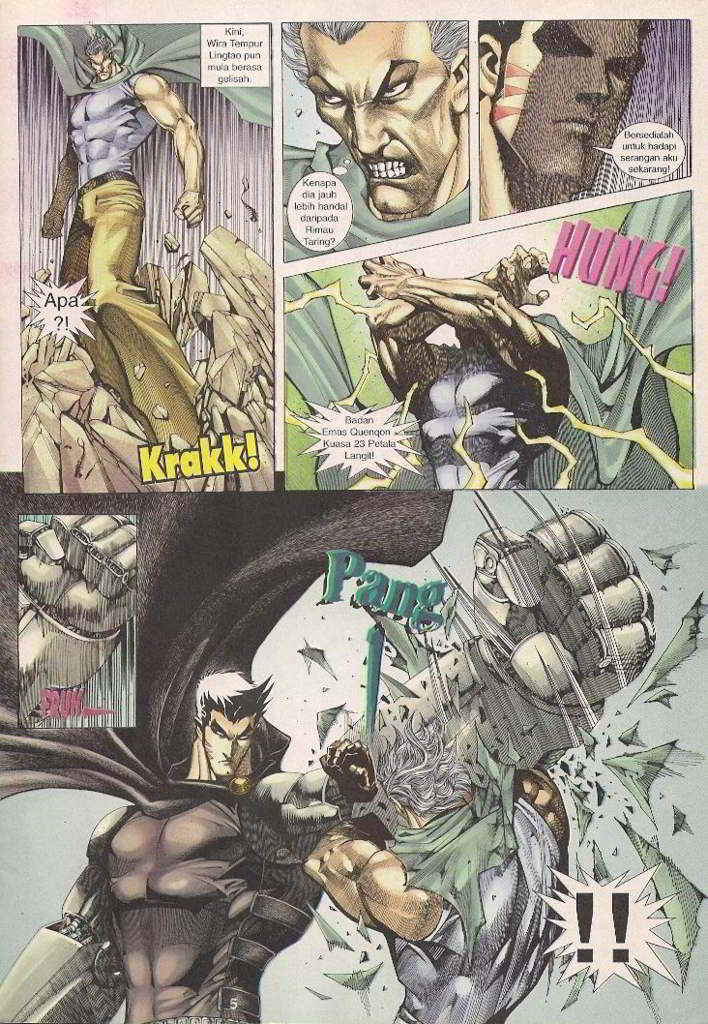 Kini,
Wira Tempur
Lingtao pun
mula berasa
gelisah.
Apa
?!
Krakk!
Kenapa
dia jauh
lebih handal
daripada
Rimau
Taring?
Bersedialah
untuk hadapi
serangan aku
sekarang!
HUNG!
Badan
Emas Quenqon
Kuasa 23 Petala
Langit!
FRUK...
Pang
!
!!
5